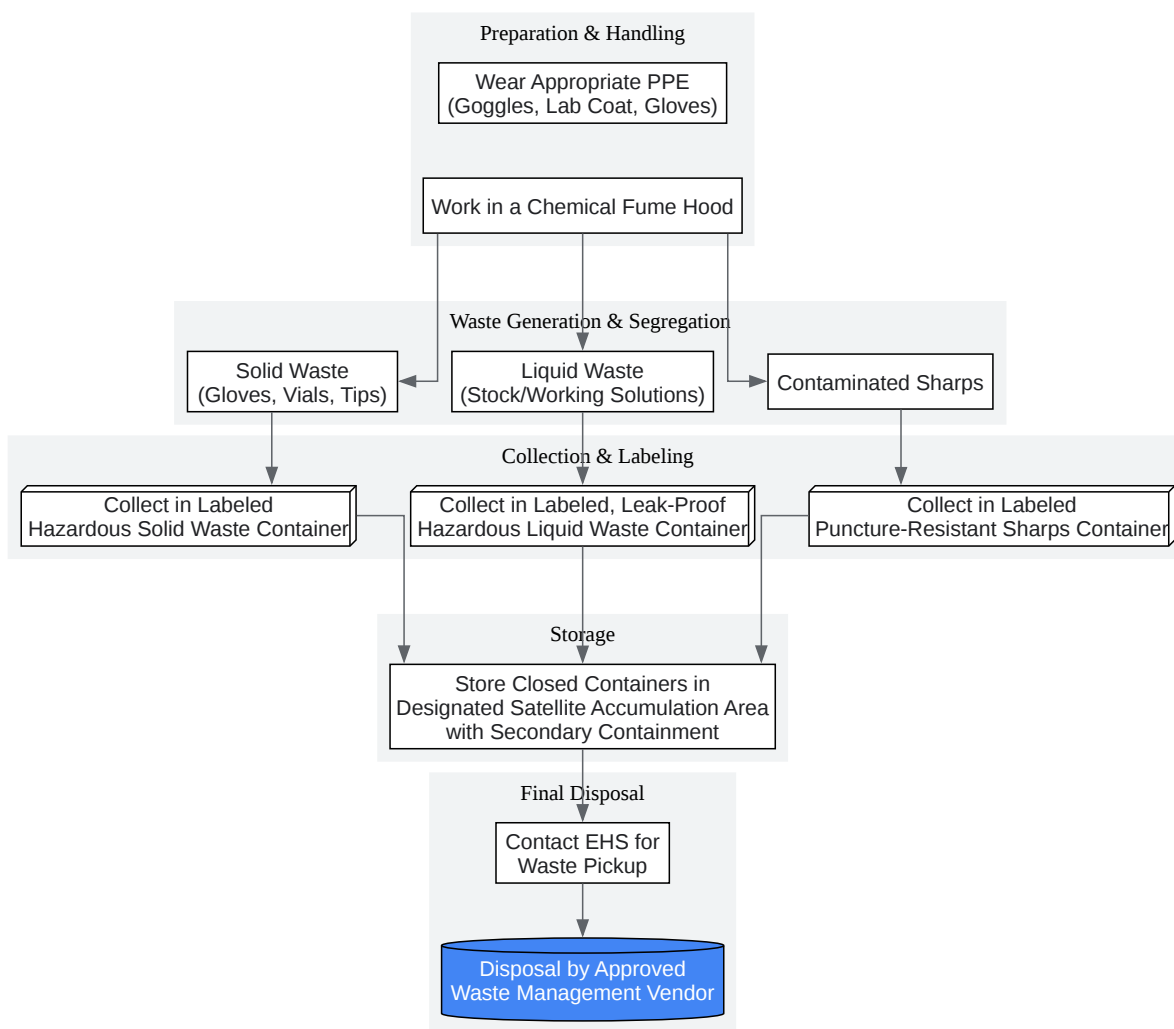 Preparation & Handling
Wear Appropriate PPE
(Goggles, Lab Coat, Gloves)
Work in a Chemical Fume Hood
Waste Generation & Segregation
Solid Waste
(Gloves, Vials, Tips)
Liquid Waste
(Stock/Working Solutions)
Contaminated Sharps
Collection & Labeling
Collect in Labeled
Hazardous Solid Waste Container
Collect in Labeled, Leak-Proof
Hazardous Liquid Waste Container
Collect in Labeled
Puncture-Resistant Sharps Container
Storage
Store Closed Containers in
Designated Satellite Accumulation Area
with Secondary Containment
Final Disposal
Contact EHS for
Waste Pickup
Disposal by Approved
Waste Management Vendor